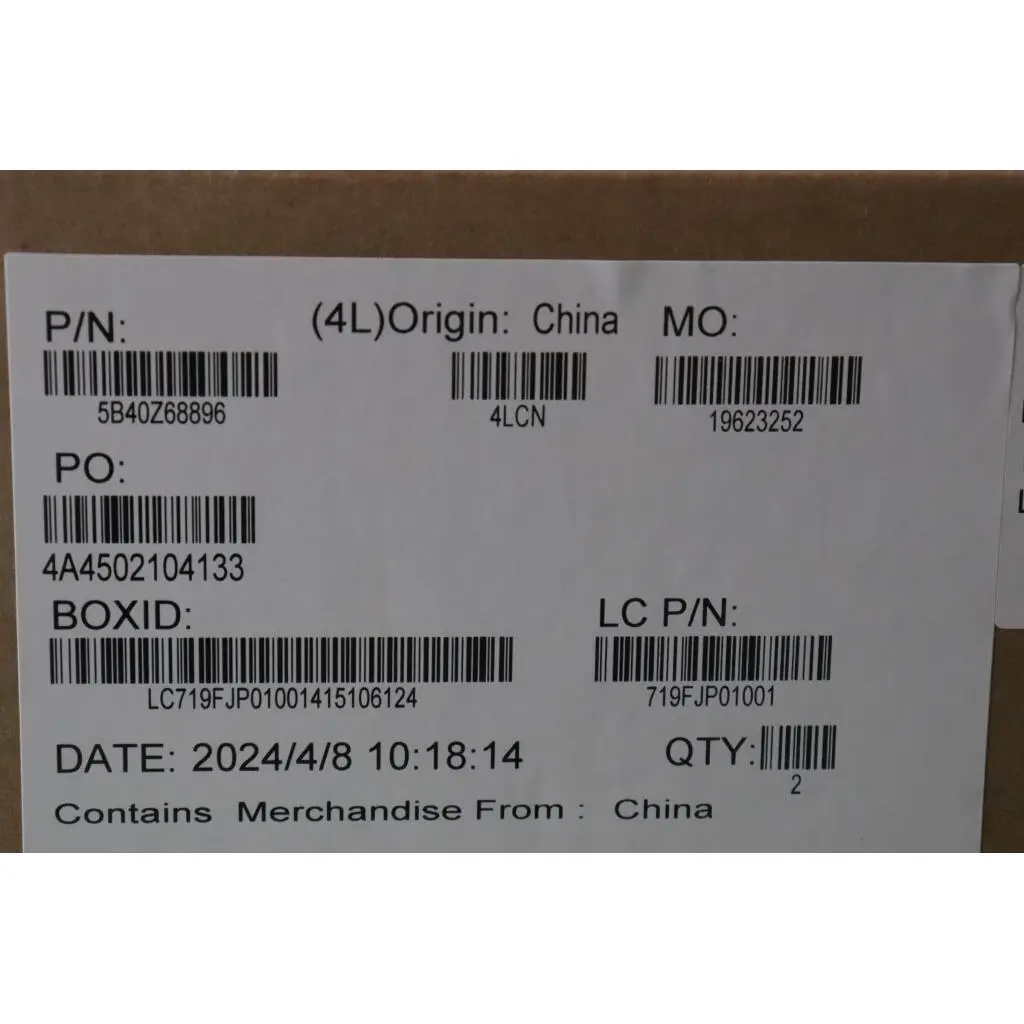 P/N: (4L)Origin: China MO:
5B40Z68896 4LCN 19623252
PO:
4A4502104133
BOXID: LC P/N:
LC719FJP01001415106124 719FJP01001
DATE: 2024/4/8 10:18:14 QTY:
2
Contains Merchandise From : China